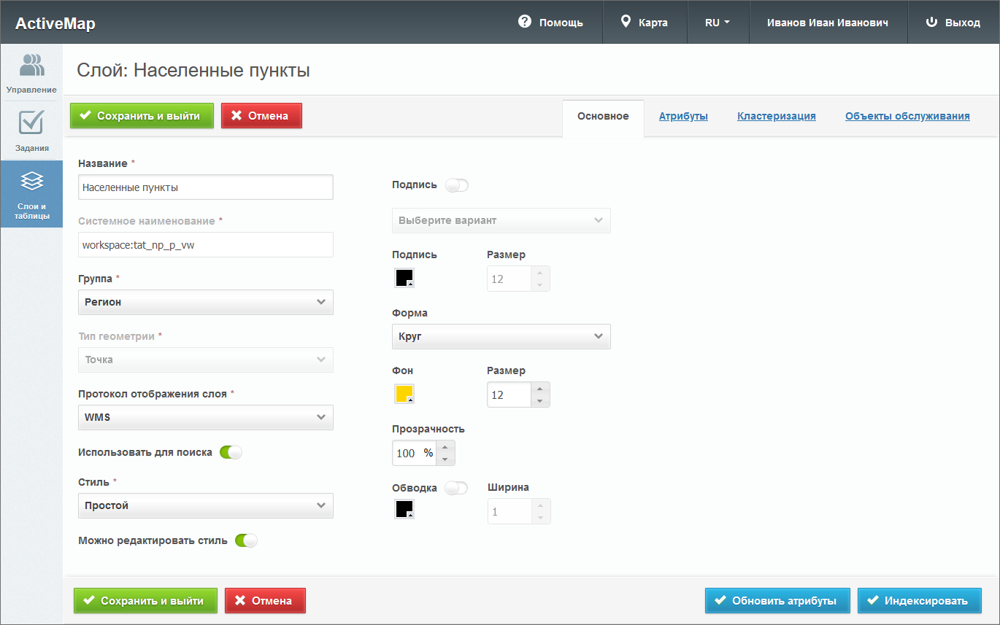 ActiveMap
Помощь
Карта
RU
Иванов Иван Иванович
Выход
Управление
Задания
Слои и
таблицы
Слой: Населенные пункты
Сохранить и выйти
Отмена
Основное
Атрибуты
Кластеризация
Объекты обслуживания
Название *
Населенные пункты
Системное наименование *
workspace:tat_np_p_vw
Группа *
Регион
Тип геометрии *
Точка
Протокол отображения слоя *
WMS
Использовать для поиска
Стиль *
Простой
Можно редактировать стиль
Подпись
Выберите вариант
Подпись
Размер
12
Форма
Круг
Фон
Размер
12
Прозрачность
100 %
Обводка
Ширина
1
Сохранить и выйти
Отмена
Обновить атрибуты
Индексировать